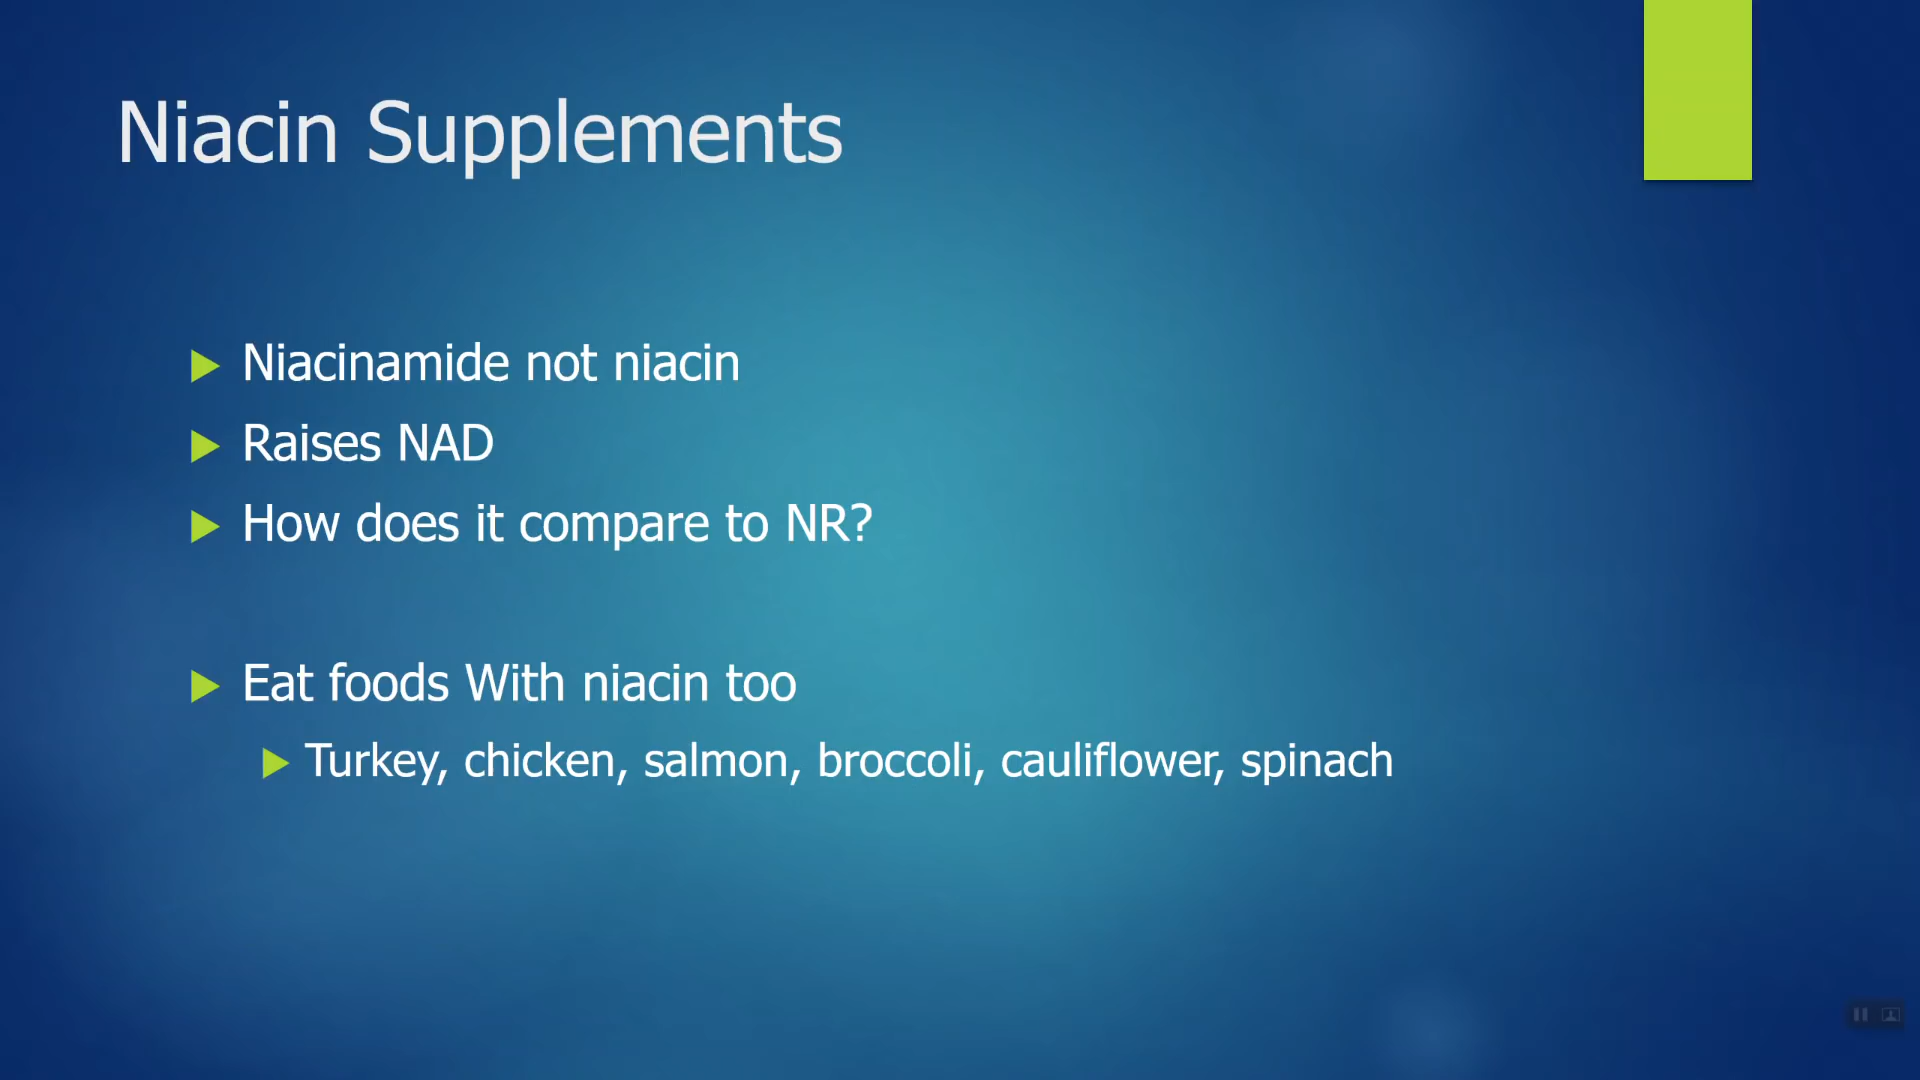 Niacin Supplements
Niacinamide not niacin
Raises NAD
How does it compare to NR?
Eat foods With niacin too
Turkey, chicken, salmon, broccoli, cauliflower, spinach